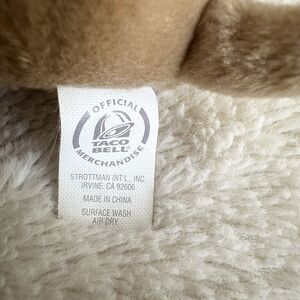 OFFICIAL
TACO
BELL
MERCHANDISE
STROTTMAN INT'L., INC.
IRVINE, CA 92606
MADE IN CHINA
SURFACE WASH
AIR DRY